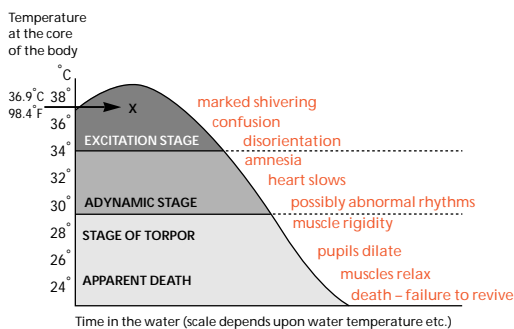 Temperature
at the core
of the body
°C
36.9°C
98.4°F
38°
36°
34°
32°
30°
28°
26°
24°
X
EXCITATION STAGE
ADYNAMIC STAGE
STAGE OF TORPOR
APPARENT DEATH
marked shivering
confusion
disorientation
amnesia
heart slows
possibly abnormal rhythms
muscle rigidity
pupils dilate
muscles relax
death – failure to revive
Time in the water (scale depends upon water temperature etc.)